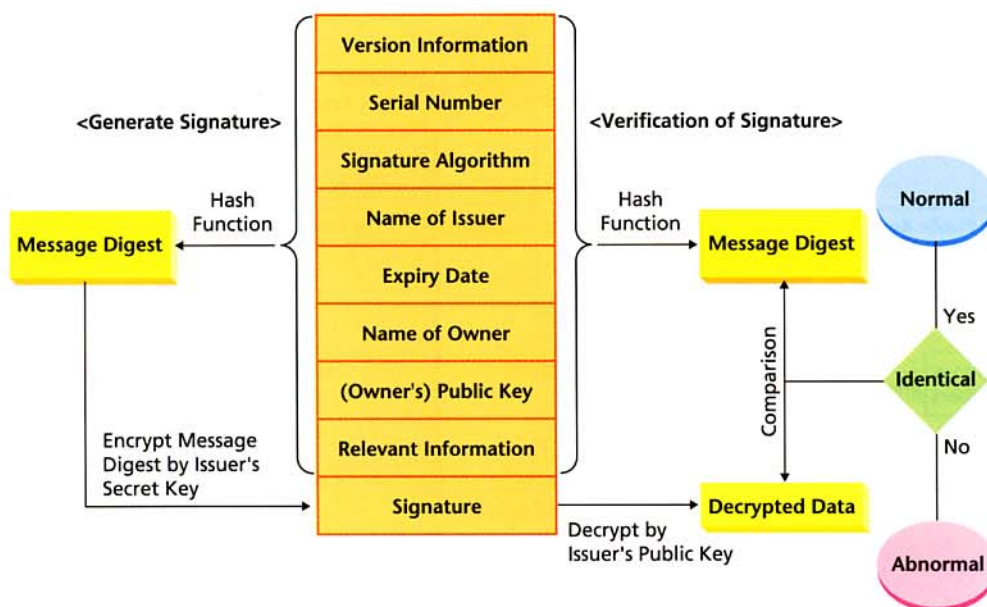 Version Information
Serial Number
<Generate Signature>
<Verification of Signature>
Signature Algorithm
Hash
Function
Name of Issuer
Hash
Function
Normal
Message Digest
Message Digest
Expiry Date
Name of Owner
Yes
(Owner's) Public Key
Comparison
Identical
Encrypt Message
Digest by Issuer's
Secret Key
Relevant Information
No
Signature
Decrypted Data
Decrypt by
Issuer's Public Key
Abnormal